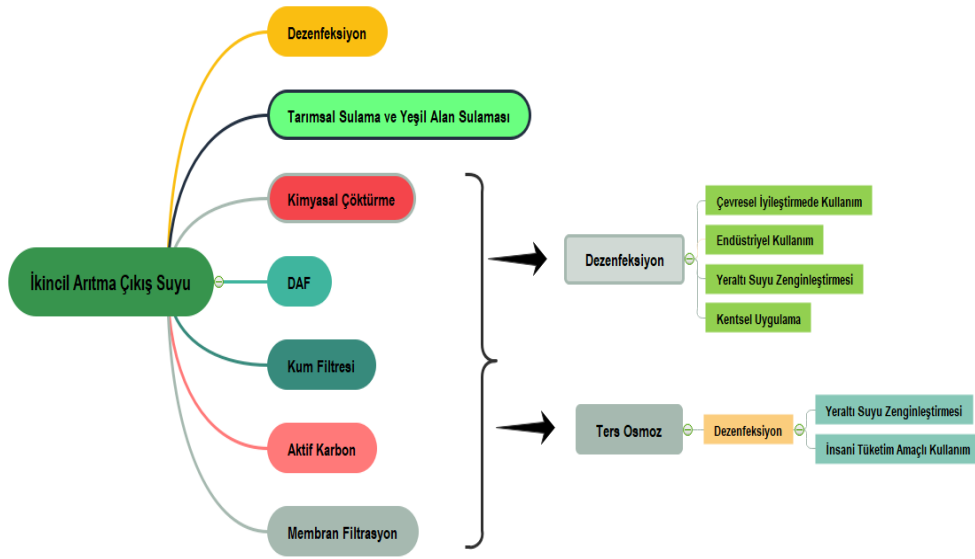 İkincil Arıtma Çıkış Suyu
Dezenfeksiyon
Tarımsal Sulama ve Yeşil Alan Sulaması
Kimyasal Çöktürme
DAF
Kum Filtresi
Aktif Karbon
Membran Filtrasyon
Dezenfeksiyon
Çevresel İyileştirmede Kullanım
Endüstriyel Kullanım
Yeraltı Suyu Zenginleştirmesi
Kentsel Uygulama
Ters Osmoz
Dezenfeksiyon
Yeraltı Suyu Zenginleştirmesi
İnsani Tüketim Amaçlı Kullanım